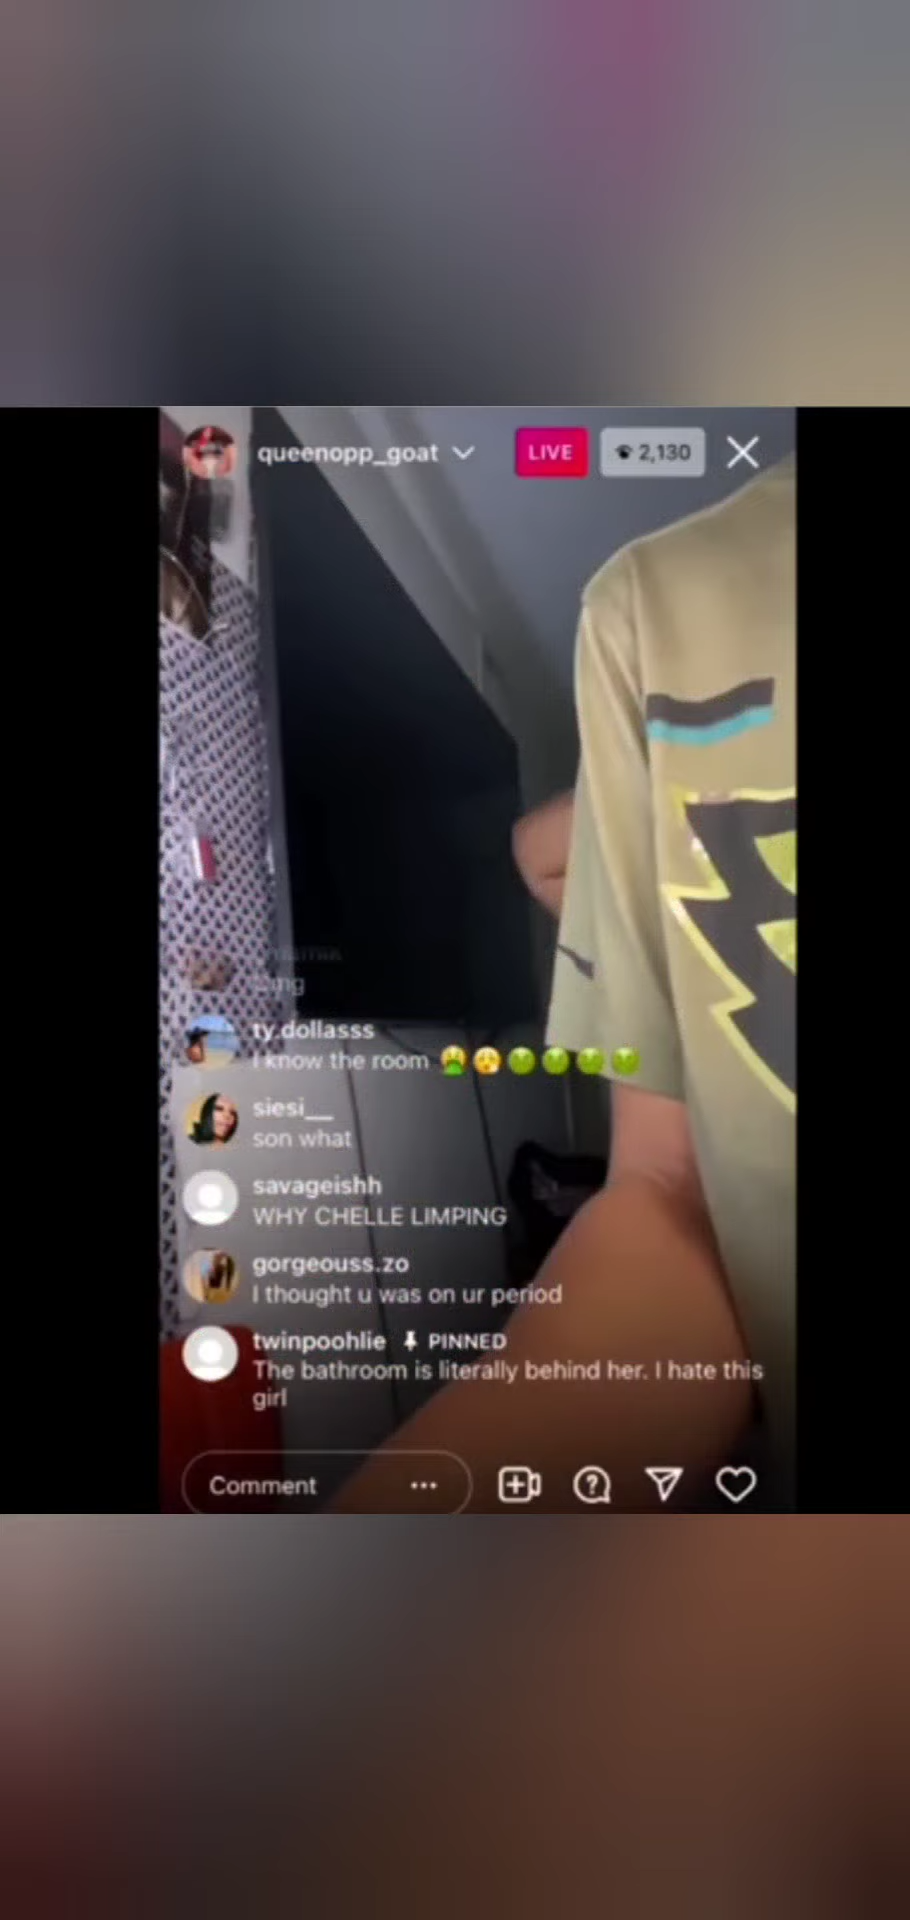 queenopp_goat
LIVE
2,130
ty.dollasss
I know the room 🤮😮‍💨🤢🤢🤢🤢
siesi__
son what
savageishh
WHY CHELLE LIMPING
gorgeouss.zo
I thought u was on ur period
twinpoohlie PINNED
The bathroom is literally behind her. I hate this
girl
Comment